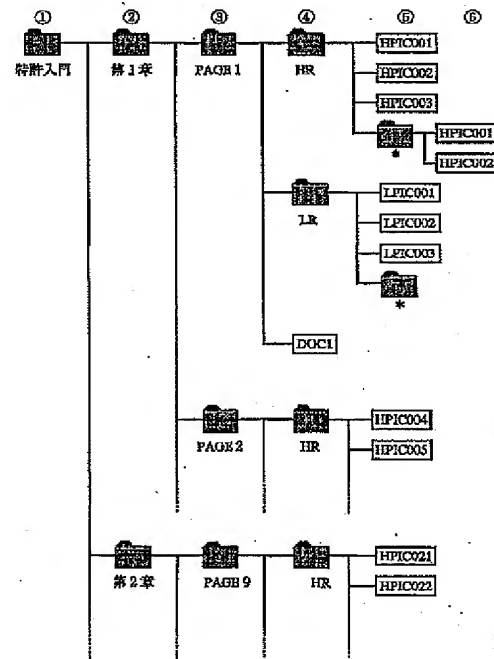 ① ② ③ ④ ⑤ ⑥
特許入門 第1章 PAGE 1 HR HPIC001
HPIC002
HPIC003
* HPIC001
HPIC002
LR LPIC001
LPIC002
LPIC003
*
DOC1
PAGE 2 HR HPIC004
HPIC005
第2章 PAGE 9 HR HPIC021
HPIC022